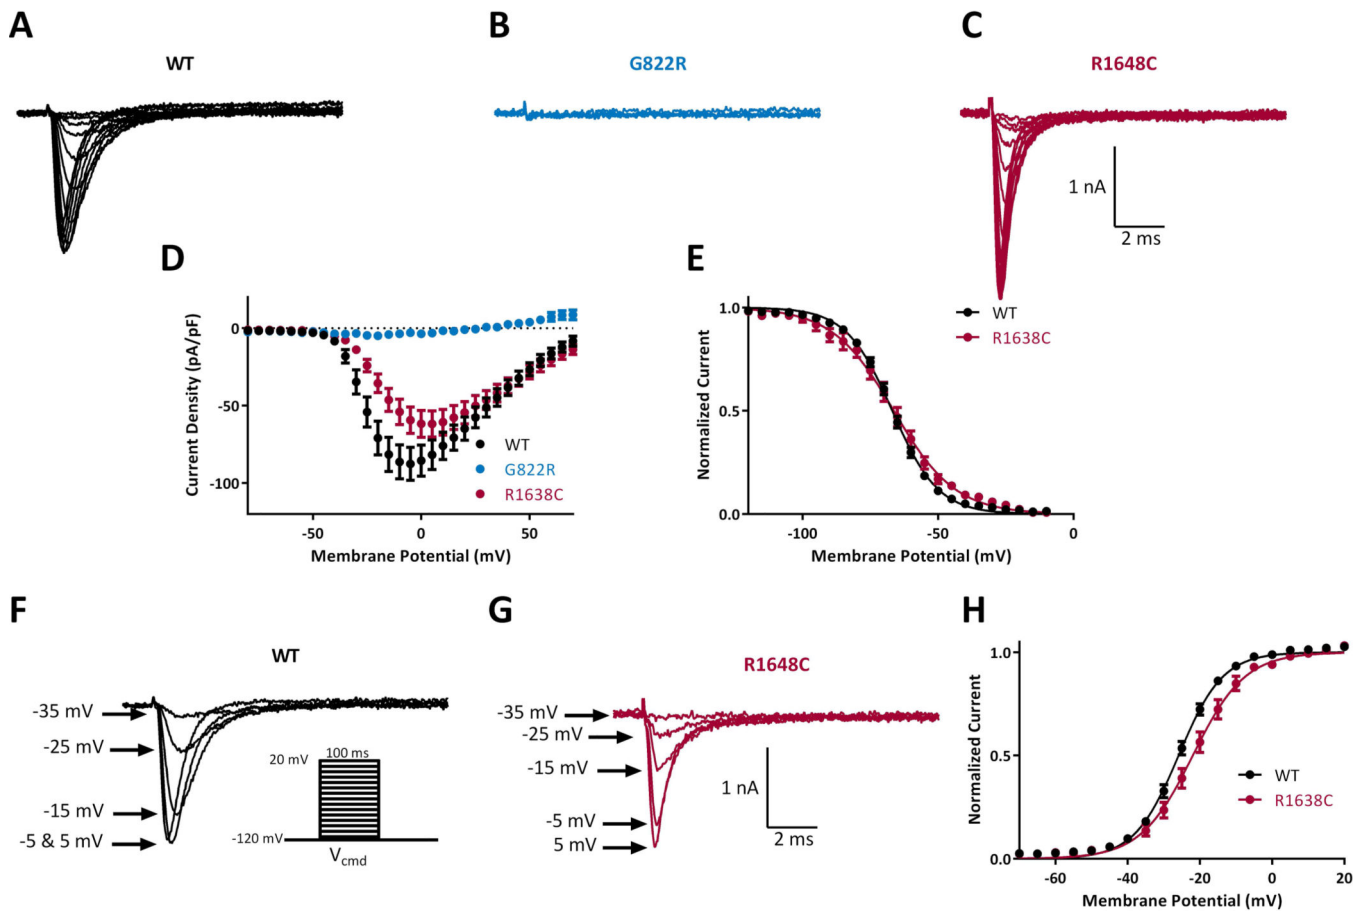 A
B
C
WT
G822R
R1648C
1 nA
2 ms
D
E
0
-50
-100
Current Density (pA/pF)
-50
0
50
Membrane Potential (mV)
WT
G822R
R1638C
1.0
0.5
0.0
Normalized Current
-100
-50
0
Membrane Potential (mV)
WT
R1638C
F
G
H
WT
-35 mV
-25 mV
-15 mV
-5 & 5 mV
100 ms
20 mV
-120 mV
Vcmd
R1648C
-35 mV
-25 mV
-15 mV
-5 mV
5 mV
1 nA
2 ms
1.0
0.5
0.0
Normalized Current
-60
-40
-20
0
20
Membrane Potential (mV)
WT
R1638C